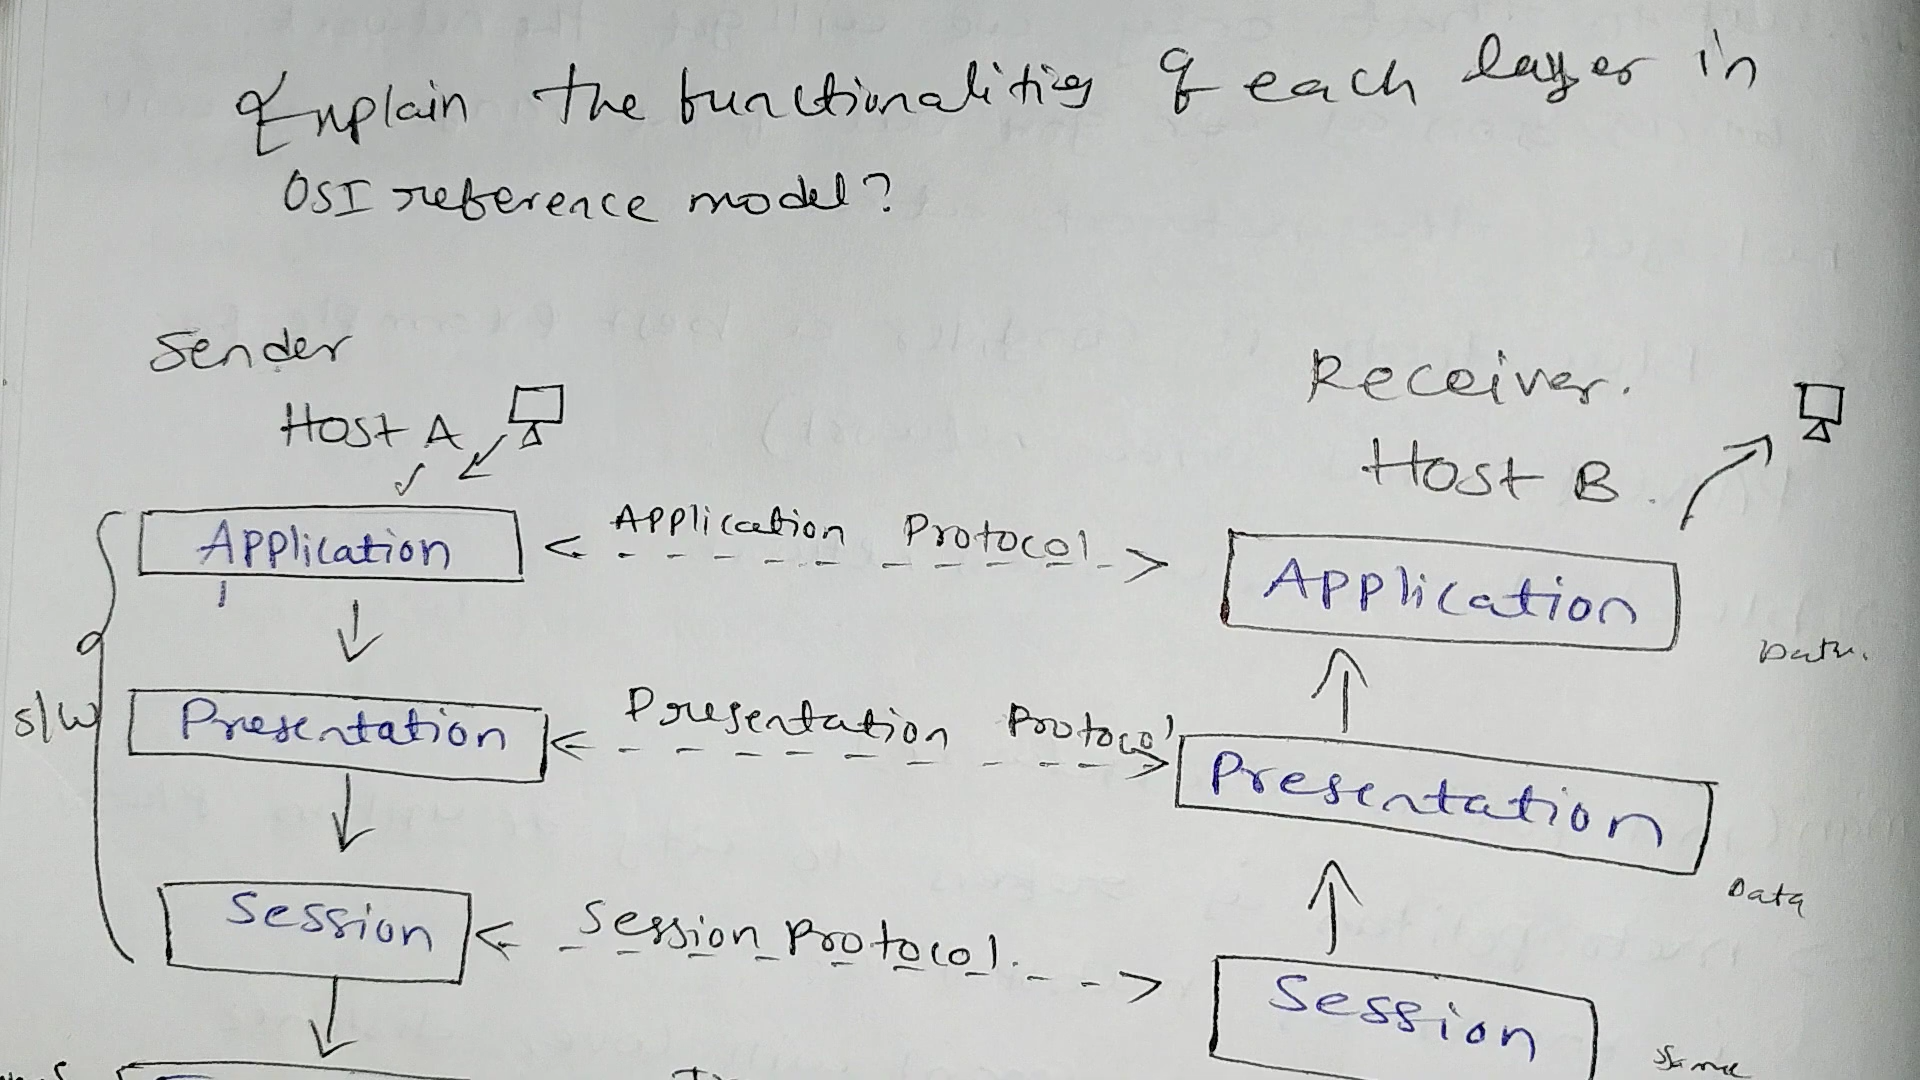 Explain the functionalities of each layer in
OSI reference model?
Sender
Receiver.
Host A
Host B.
Application
Application Protocol
Application
Data.
s/w
Presentation
Presentation Protocol
Presentation
Data
Session
Session Protocol.
Session
Same